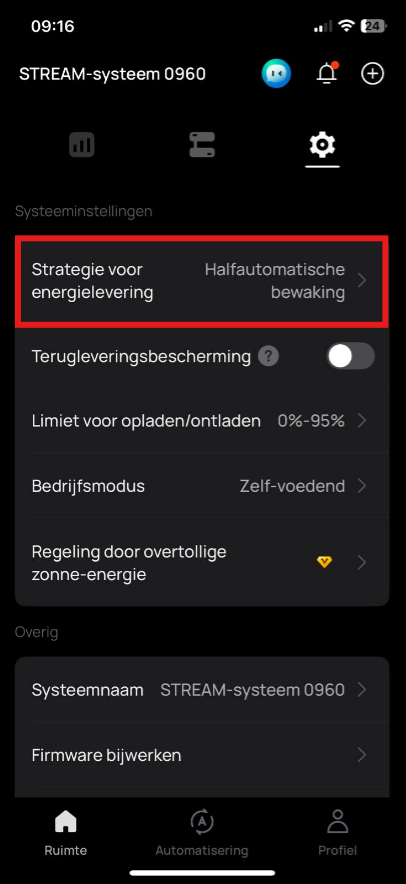 09:16
24
STREAM-systeem 0960
Systeeminstellingen
Strategie voor
energielevering
Halfautomatische
bewaking
Terugleveringsbescherming ?
Limiet voor opladen/ontladen 0%-95%
Bedrijfsmodus Zelf-voedend
Regeling door overtollige
zonne-energie
Overig
Systeemnaam STREAM-systeem 0960
Firmware bijwerken
Ruimte Automatisering Profiel